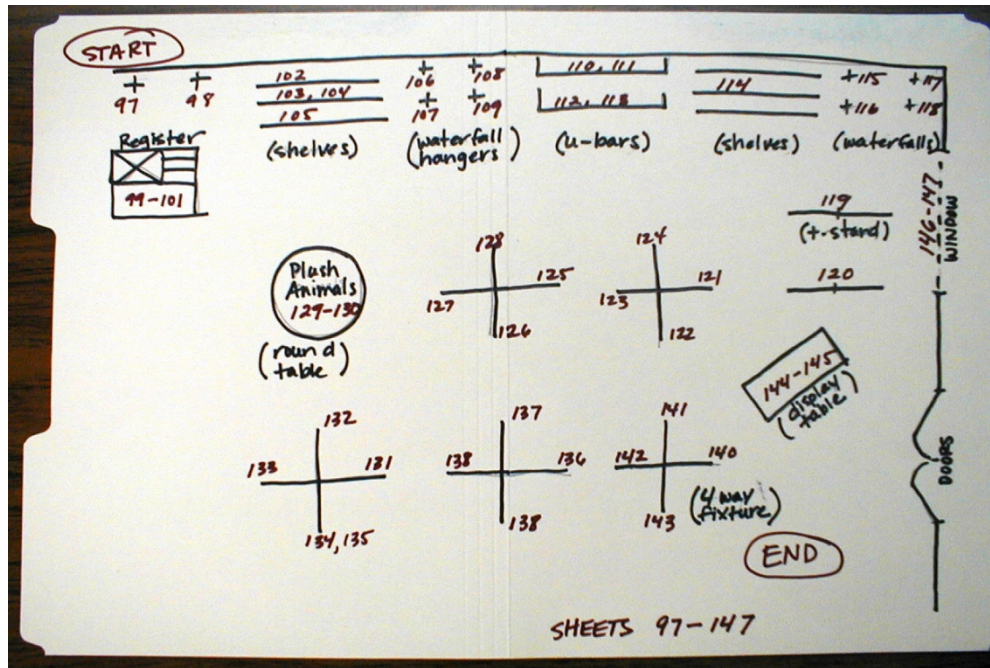 START
97
98
102
103, 104
105
(shelves)
106
107
108
109
(waterfall
hangers)
110, 111
112, 113
(u-bars)
114
(shelves)
+115
+116
+117
+118
(waterfalls)
Register
99-101
119
(t-stand)
120
146-147
WINDOW
Plush
Animals
129-130
(round
table)
128
127
125
126
124
123
121
122
144-145
(display
table)
132
133
131
134, 135
137
138
136
138
141
142
140
143
(4 way
fixture)
DOORS
END
SHEETS 97-147